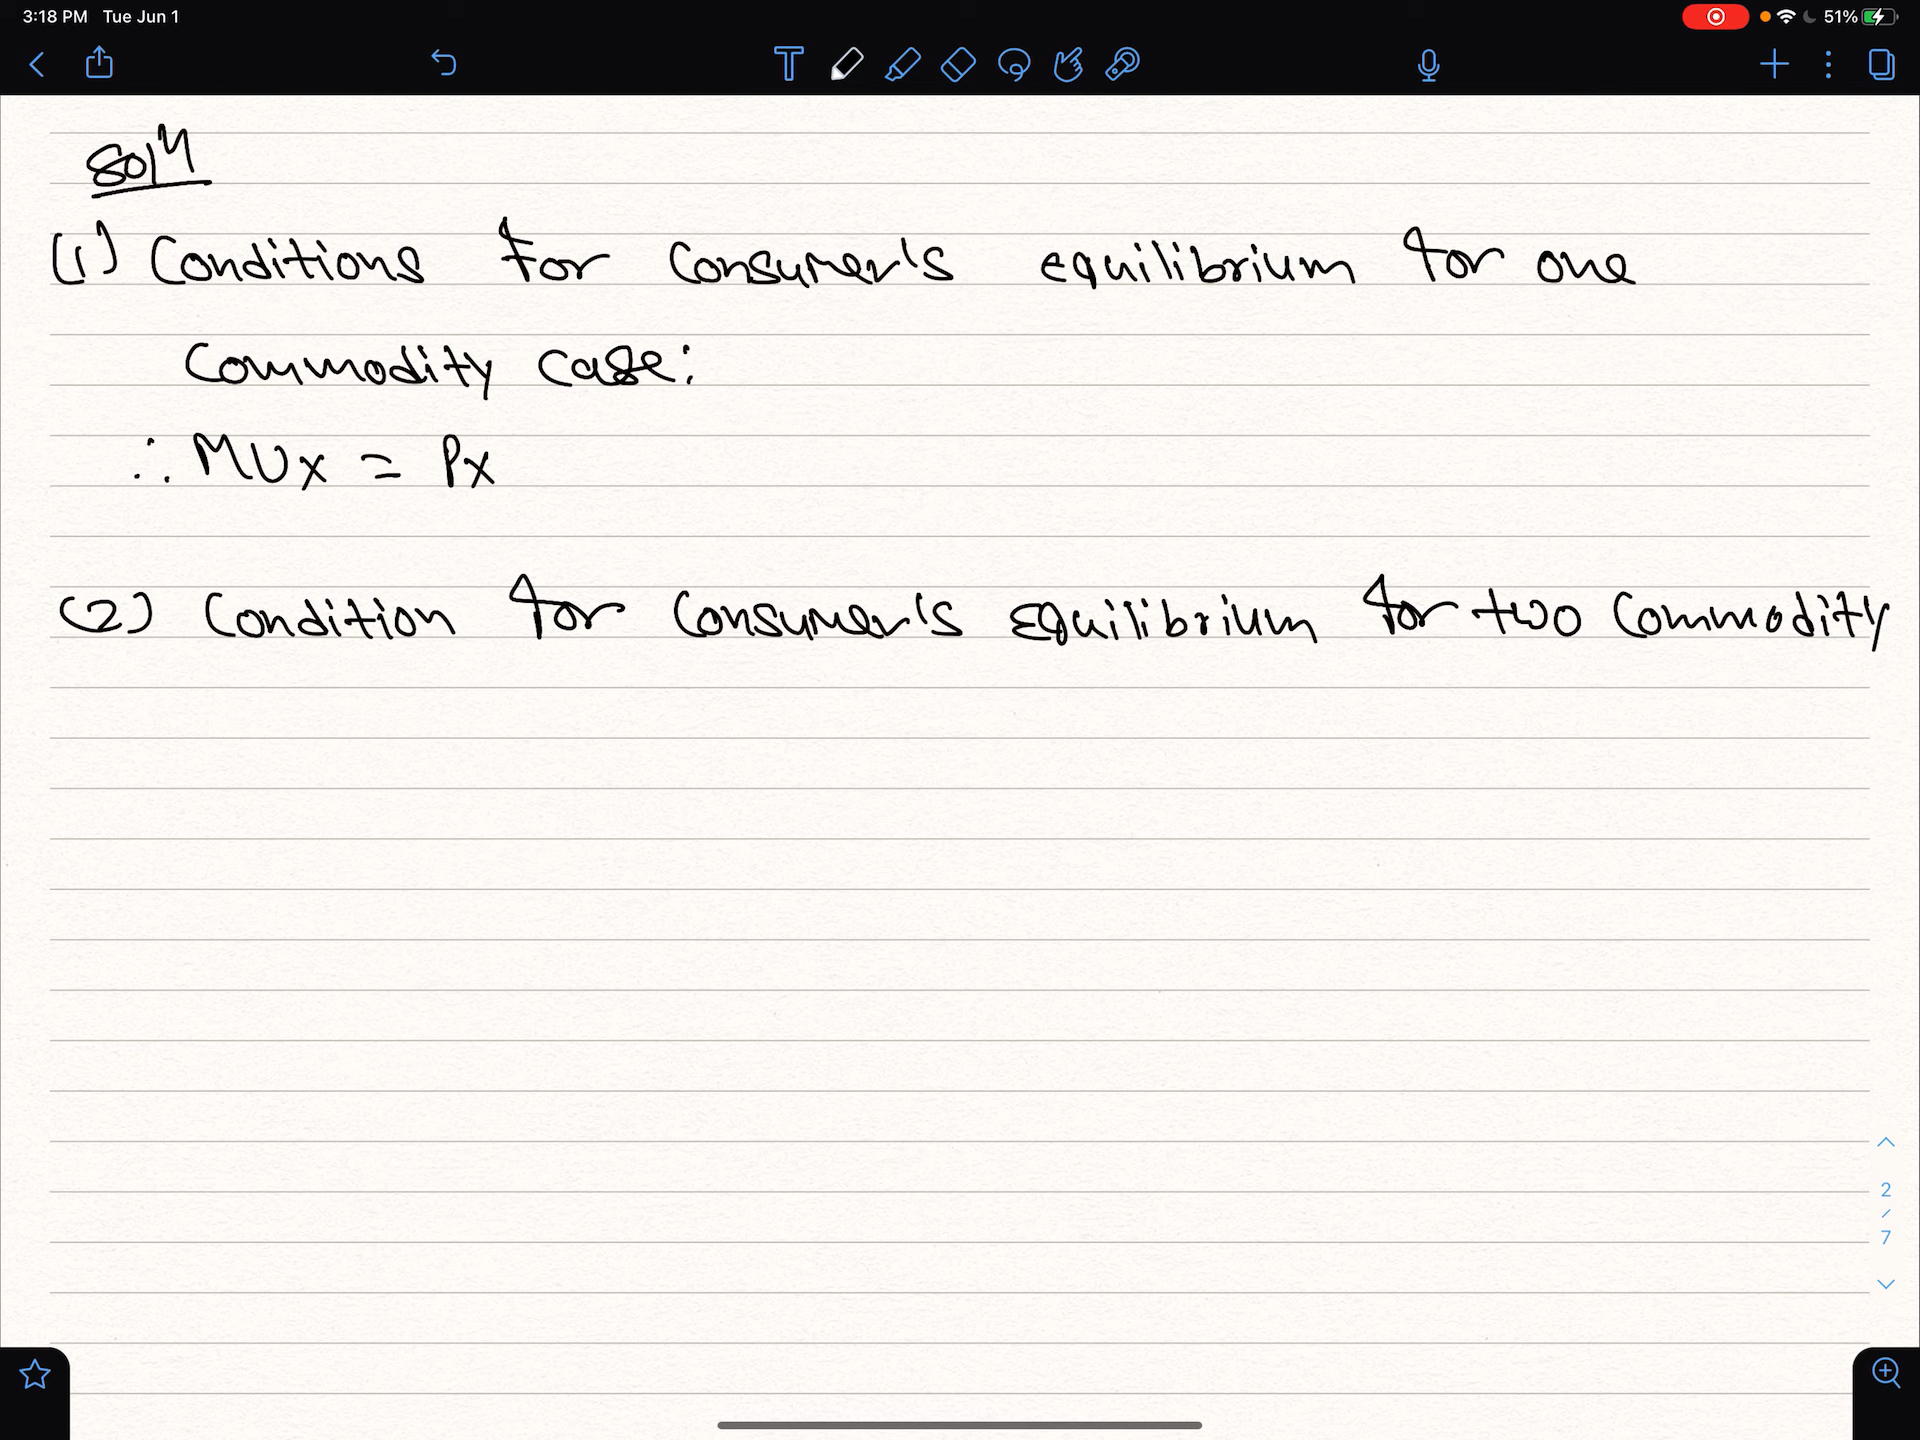 3:18 PM Tue Jun 1
51%
Soln
(1) Conditions for Consumer's equilibrium for one
Commodity case:
∴ MUx = Px
(2) Condition for Consumer's Equilibrium for two Commodity
2
/
7